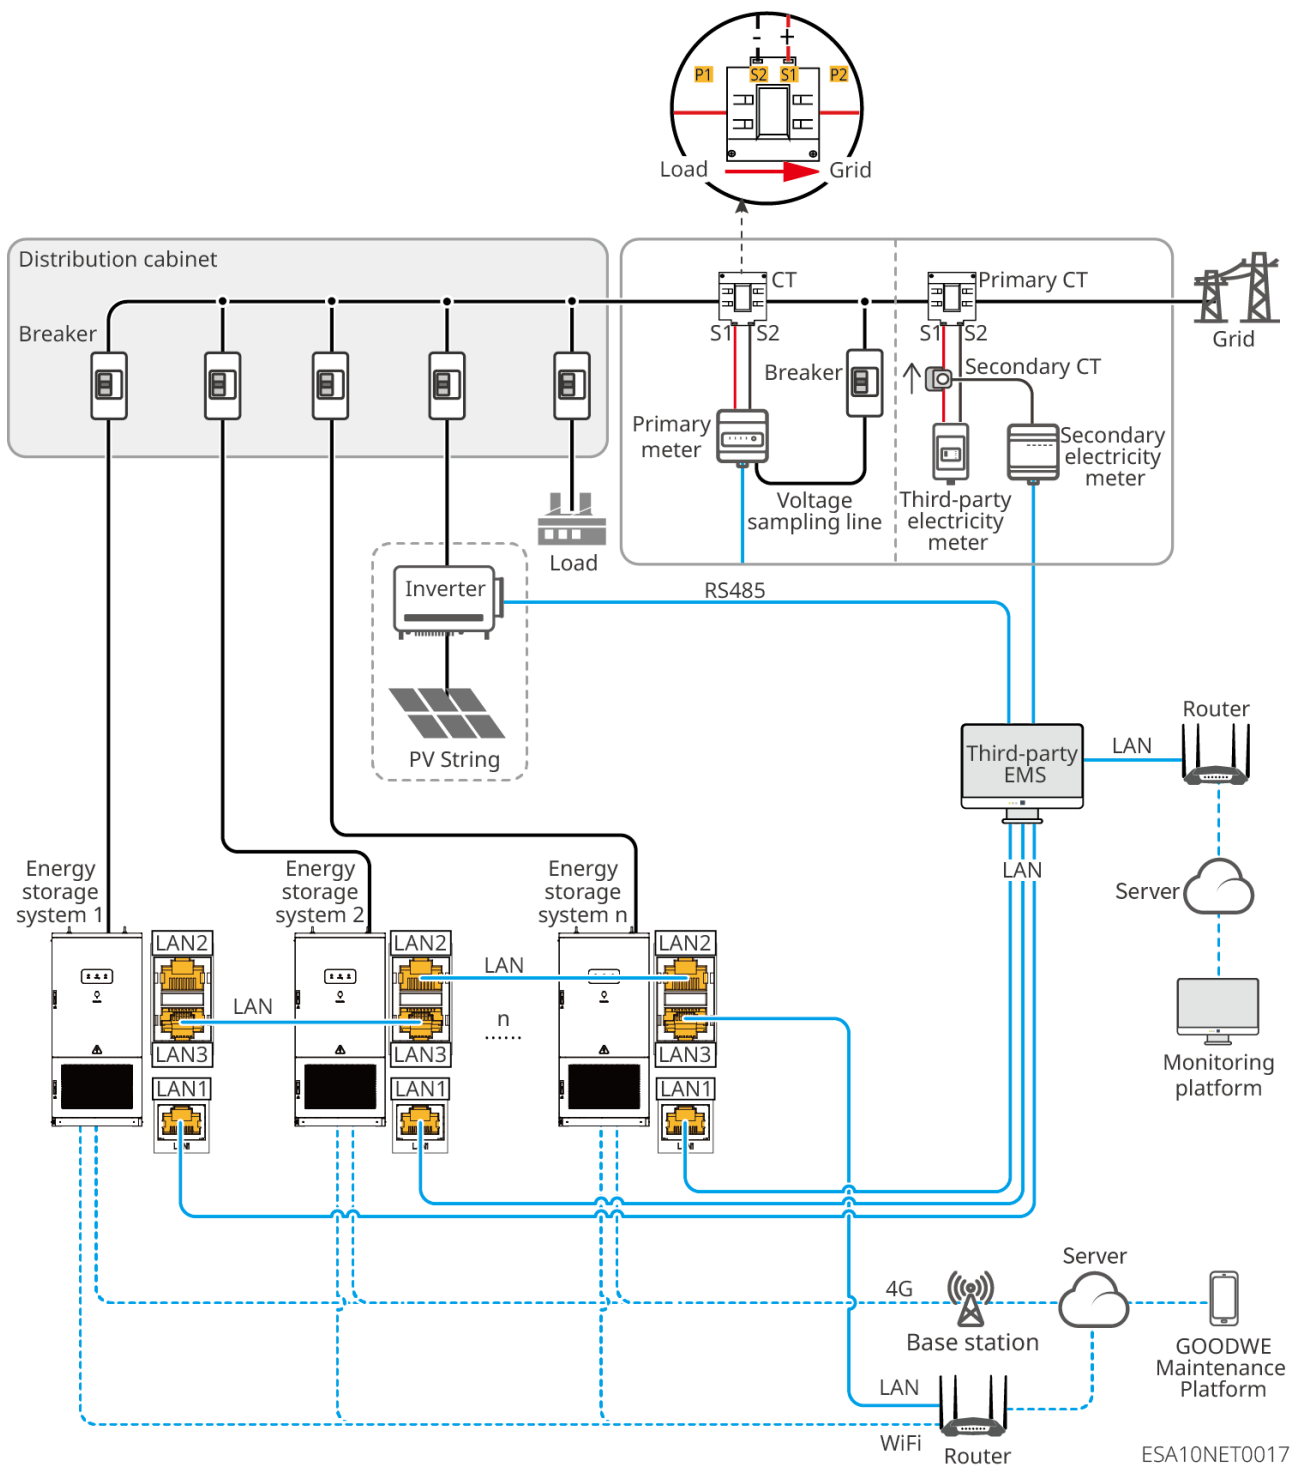 -
+
P1
S2
S1
P2
Load
Grid
Distribution cabinet
Breaker
CT
Primary CT
S1
S2
S1
S2
Grid
Breaker
Secondary CT
Primary
meter
Secondary
electricity
meter
Voltage
sampling line
Third-party
electricity
meter
Load
Inverter
RS485
PV String
Third-party
EMS
LAN
Router
LAN
Server
Monitoring
platform
Energy
storage
system 1
Energy
storage
system 2
Energy
storage
system n
LAN2
LAN2
LAN2
LAN
LAN
n
......
LAN3
LAN3
LAN3
LAN1
LAN1
LAN1
LAN1
LAN1
Server
4G
Base station
GOODWE
Maintenance
Platform
LAN
WiFi
Router
ESA10NET0017